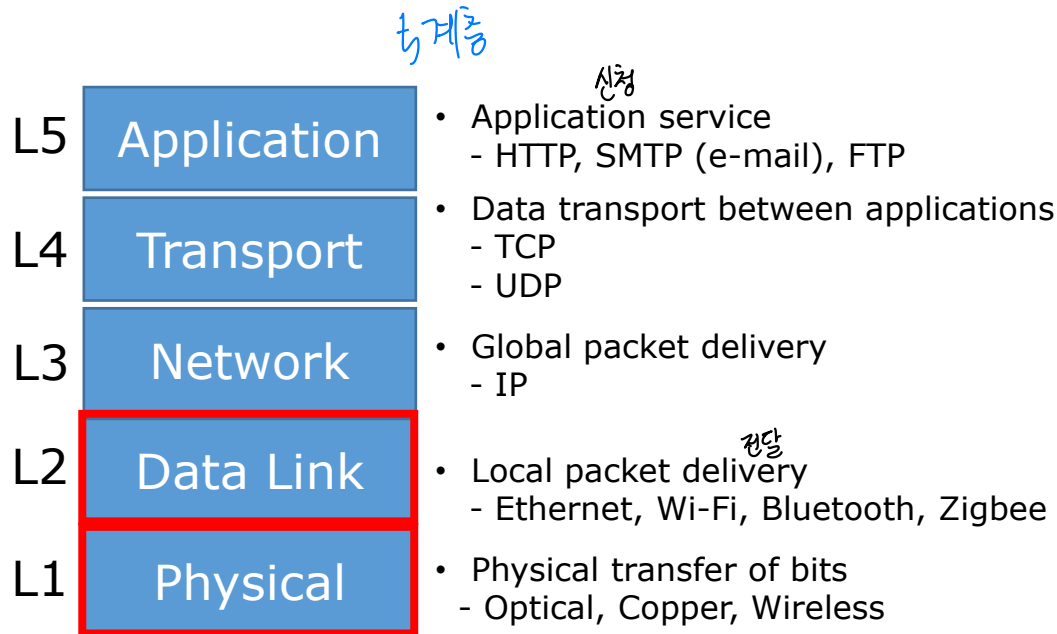 5계층
L5 Application
신청
• Application service
- HTTP, SMTP (e-mail), FTP
L4 Transport
• Data transport between applications
- TCP
- UDP
L3 Network
• Global packet delivery
- IP
L2 Data Link
전달
• Local packet delivery
- Ethernet, Wi-Fi, Bluetooth, Zigbee
L1 Physical
• Physical transfer of bits
- Optical, Copper, Wireless